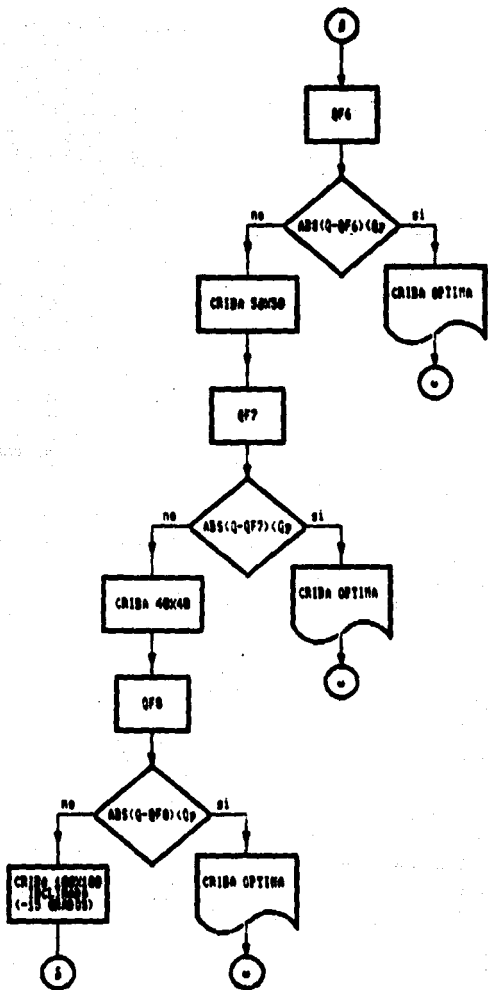 QF6
no
ABS(Q-QF6)<Qp
si
CRIBA 50X50
CRIBA OPTIMA
QF7
no
ABS(Q-QF7)<Qp
si
CRIBA 40X40
CRIBA OPTIMA
QF8
no
ABS(Q-QF8)<Qp
si
CRIBA
CRIBA OPTIMA